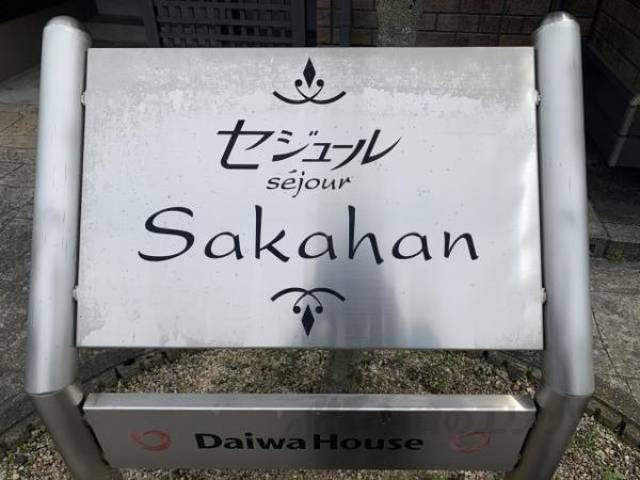 セジュール
séjour
Sakahan
Daiwa House